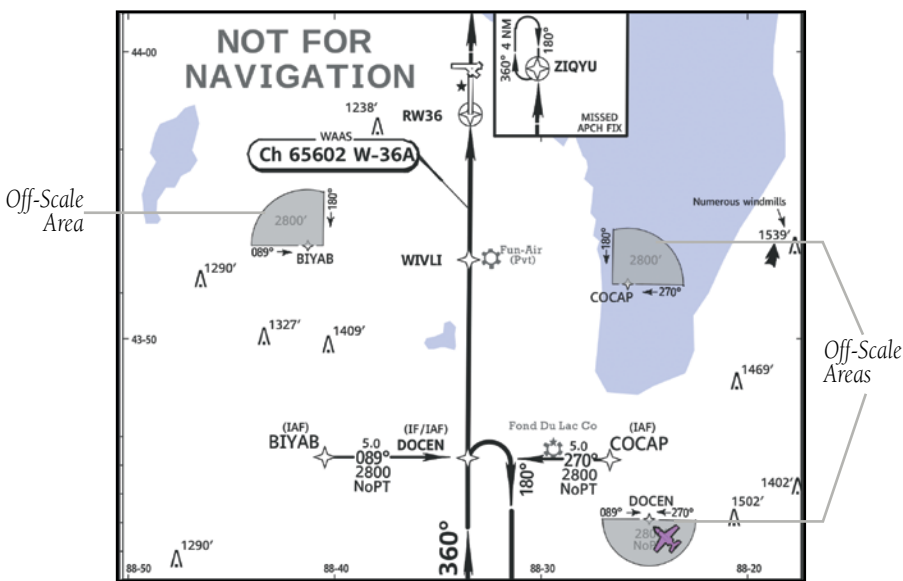 44-00
NOT FOR
NAVIGATION
360° 4 NM
180°
ZIQYU
MISSED
APCH FIX
RW36
1238'
WAAS
Ch 65602 W-36A
Off-Scale
Area
2800'
180°
089°
BIYAB
WIVLI
Fun-Air
(Pvt)
Numerous windmills
1539'
180°
2800'
COCAP
270°
1290'
43-50
1327'
1409'
Off-Scale
Areas
1469'
(IAF)
BIYAB
5.0
089°
2800
NoPT
(IF/IAF)
DOCEN
Fond Du Lac Co
5.0
270°
2800
NoPT
(IAF)
COCAP
180°
360°
1402'
1502'
DOCEN
089°
270°
NoPT
1290'
88-50
88-40
88-30
88-20